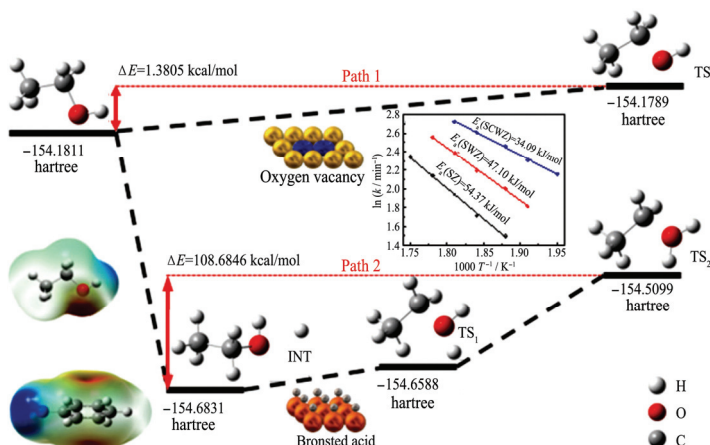 ΔE=1.3805 kcal/mol
Path 1
TS
−154.1811
hartree
−154.1789
hartree
Oxygen vacancy
ln (k / min⁻¹)
2.8
2.6
2.4
2.2
2.0
1.8
1.6
1.4
Eₐ(SCWZ)=34.09 kJ/mol
Eₐ(SWZ)=47.10 kJ/mol
Eₐ(SZ)=54.37 kJ/mol
1.75
1.80
1.85
1.90
1.95
1000 T⁻¹ / K⁻¹
ΔE=108.6846 kcal/mol
Path 2
TS₂
−154.5099
hartree
INT
TS₁
−154.6588
hartree
−154.6831
hartree
Bronsted acid
H
O
C